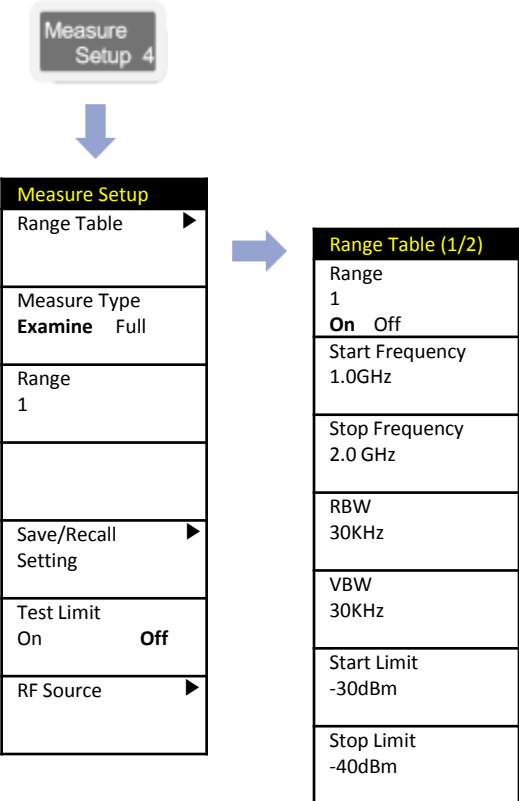 Measure
Setup 4
Measure Setup
Range Table
Measure Type
Examine Full
Range
1
Save/Recall
Setting
Test Limit
On Off
RF Source
Range Table (1/2)
Range
1
On Off
Start Frequency
1.0GHz
Stop Frequency
2.0 GHz
RBW
30KHz
VBW
30KHz
Start Limit
-30dBm
Stop Limit
-40dBm